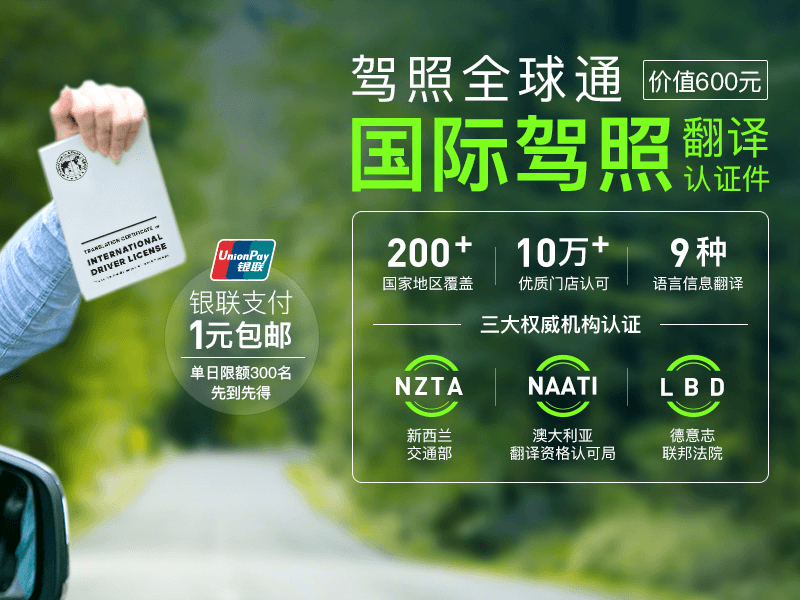 驾照全球通
价值600元
国际驾照
翻译
认证件
TRANSLATION CERTIFICATE OF
INTERNATIONAL
DRIVER LICENSE
200+
国家地区覆盖
10万+
优质门店认可
9种
语言信息翻译
UnionPay
银联
银联支付
1元包邮
单日限额300名
先到先得
三大权威机构认证
NZTA
新西兰
交通部
NAATI
澳大利亚
翻译资格认可局
LBD
德意志
联邦法院